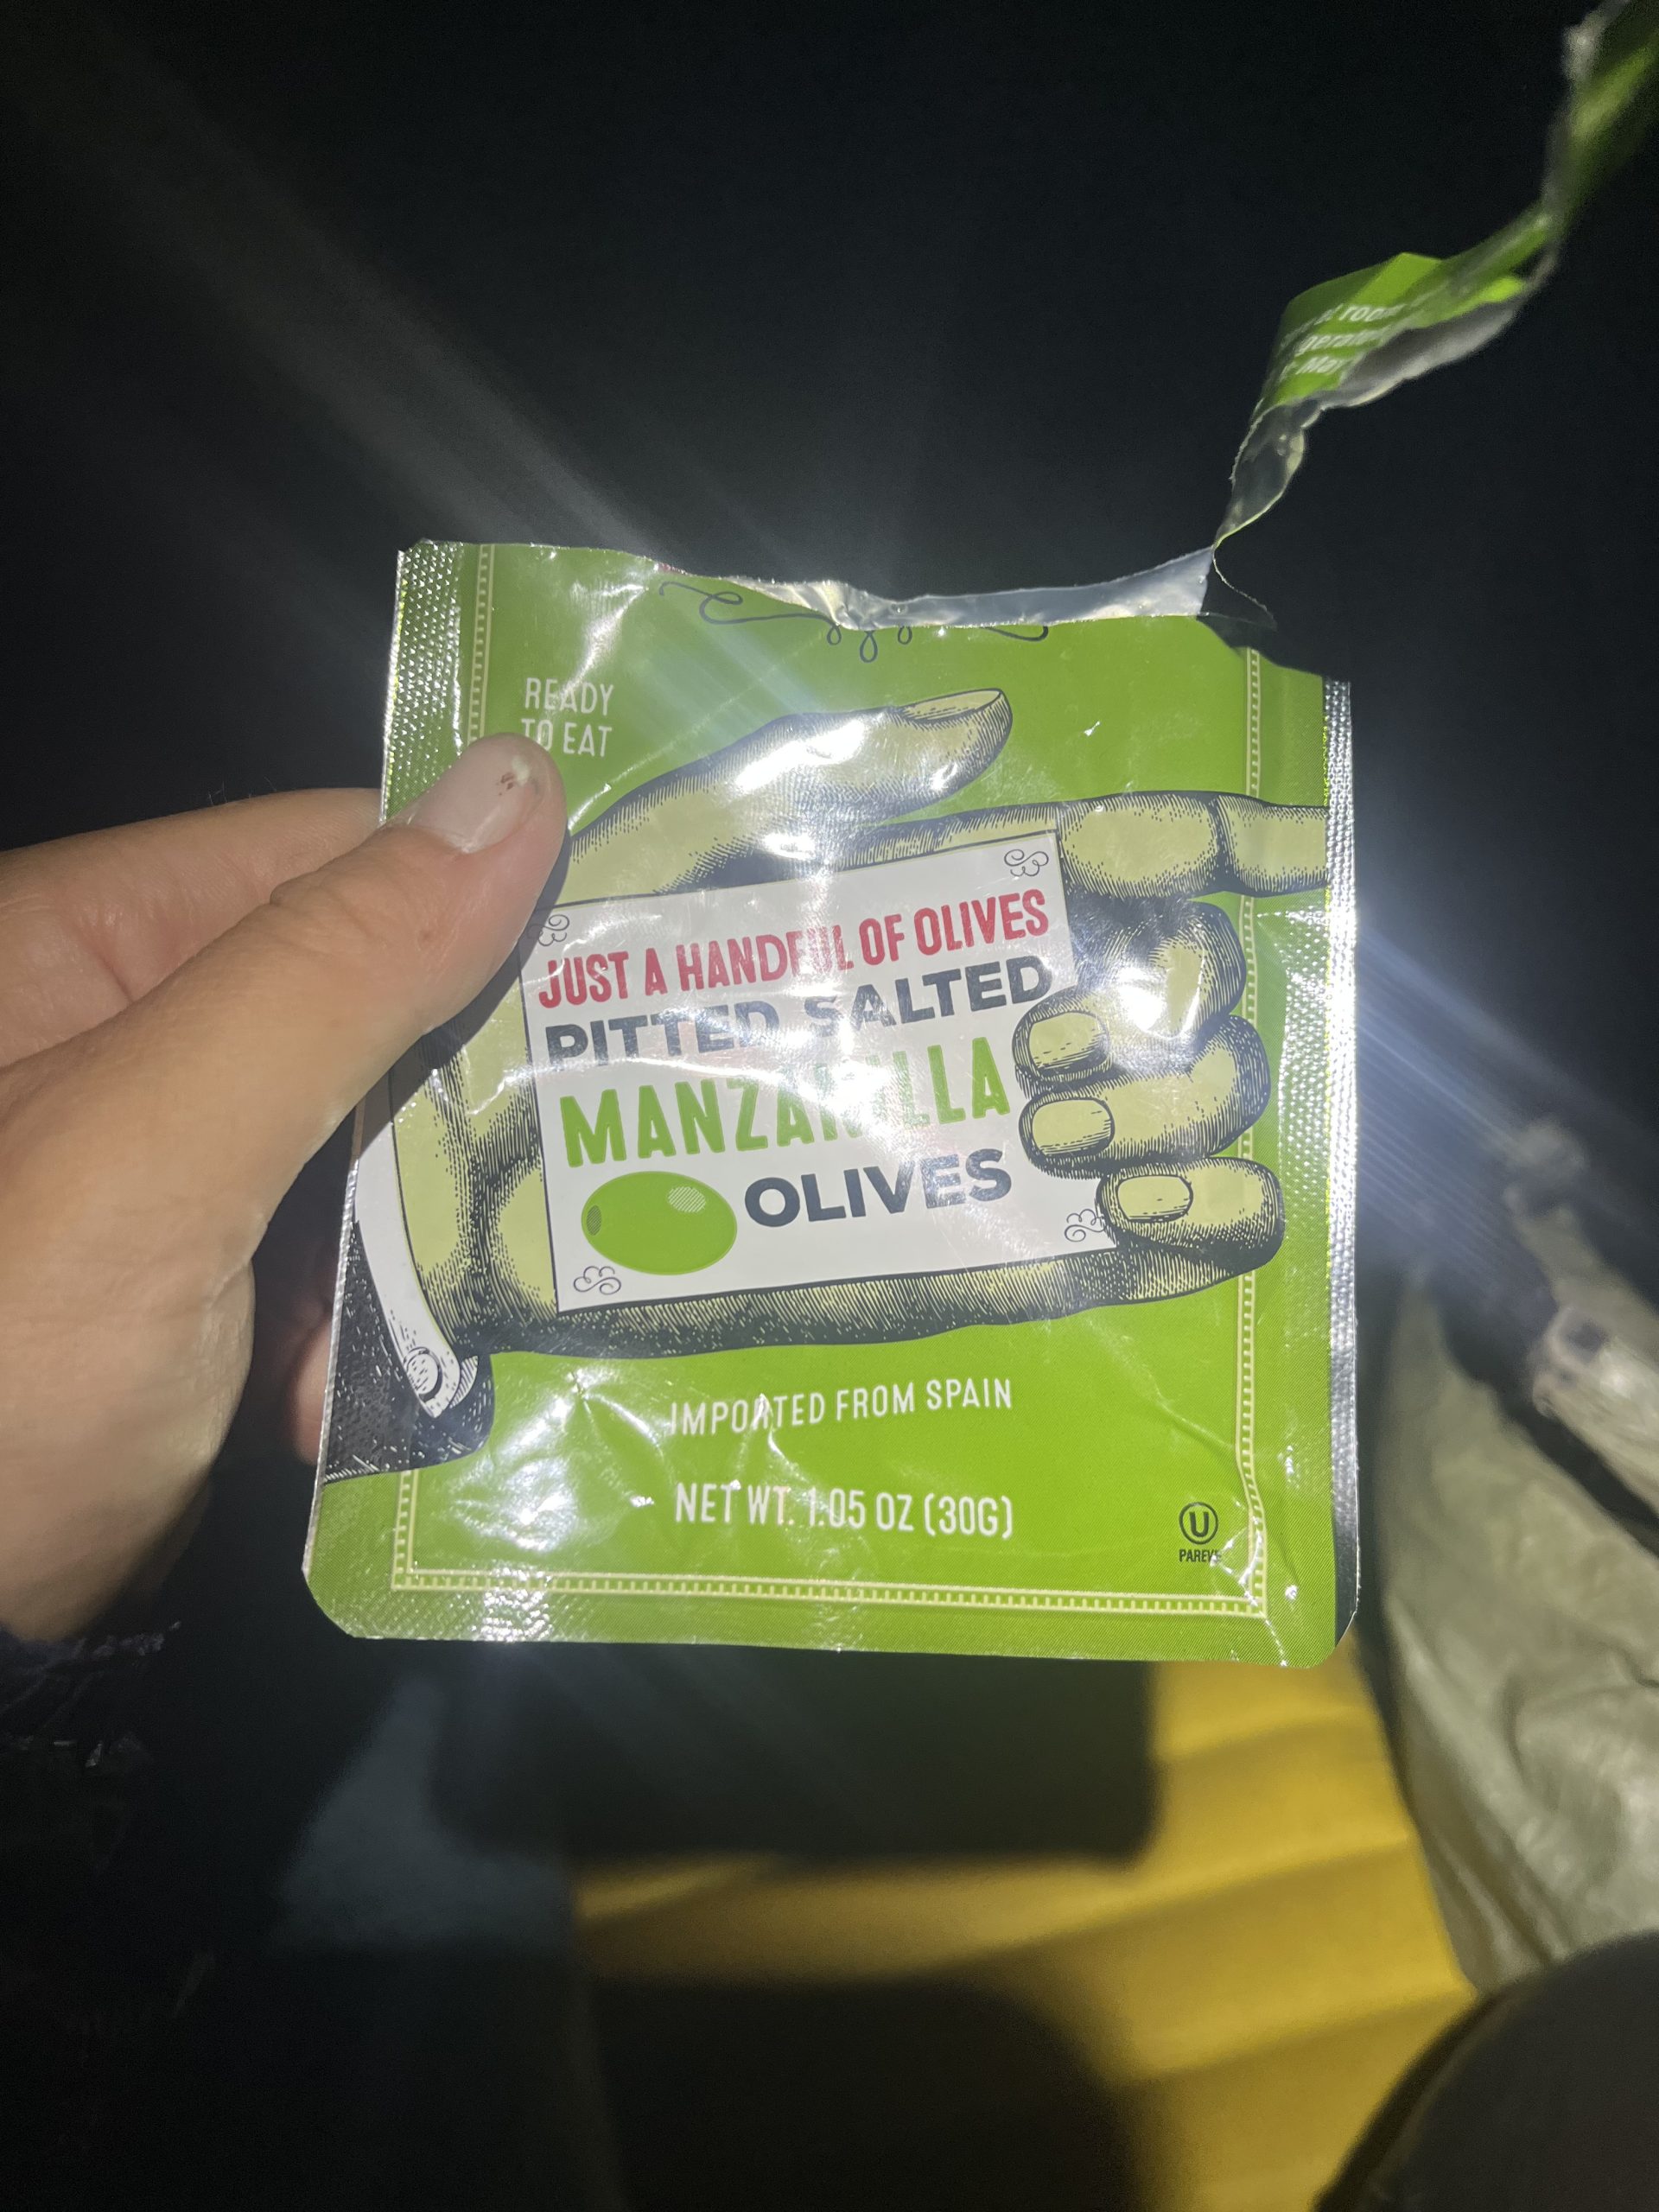 READY
TO EAT
JUST A HANDFUL OF OLIVES
PITTED SALTED
MANZANILLA
OLIVES
IMPORTED FROM SPAIN
NET WT. 1.05 OZ (30G)
U
PAREVE